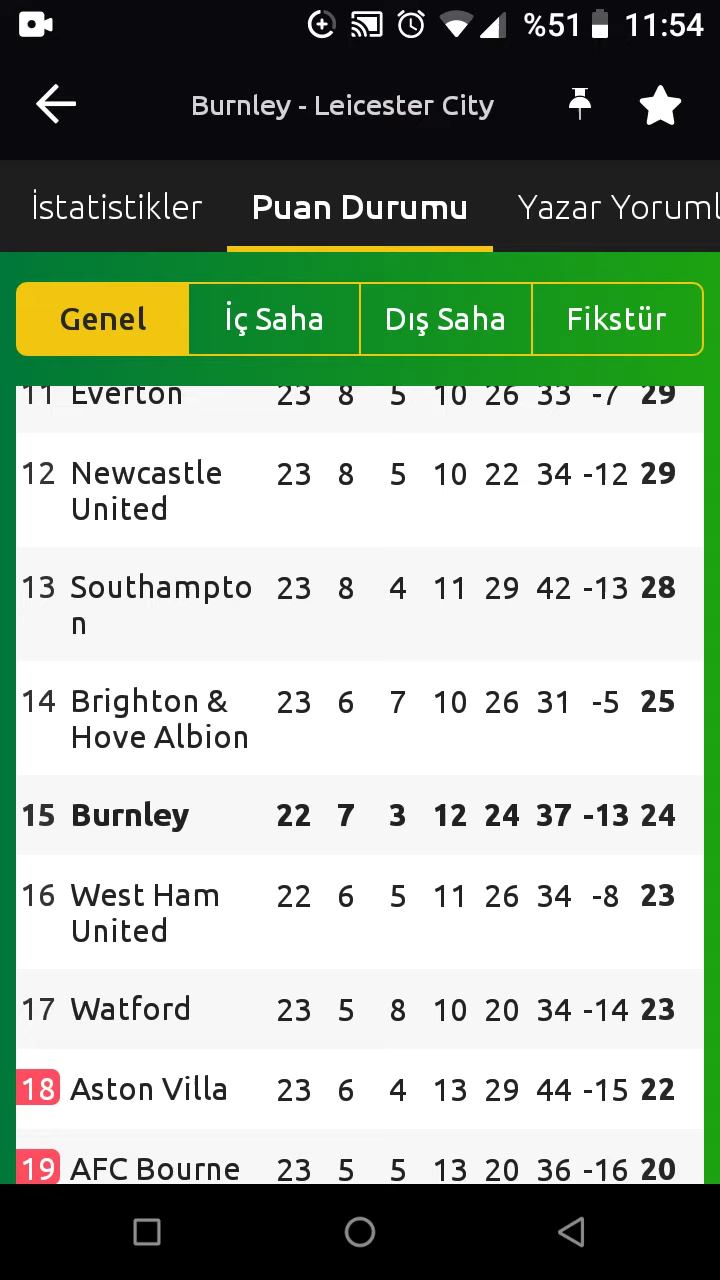 %51 11:54
Burnley - Leicester City
İstatistikler Puan Durumu Yazar Yoruml
Genel İç Saha Dış Saha Fikstür
11 Everton 23 8 5 10 26 33 -7 29
12 Newcastle 23 8 5 10 22 34 -12 29
United
13 Southampto 23 8 4 11 29 42 -13 28
n
14 Brighton & 23 6 7 10 26 31 -5 25
Hove Albion
15 Burnley 22 7 3 12 24 37 -13 24
16 West Ham 22 6 5 11 26 34 -8 23
United
17 Watford 23 5 8 10 20 34 -14 23
18 Aston Villa 23 6 4 13 29 44 -15 22
19 AFC Bourne 23 5 5 13 20 36 -16 20